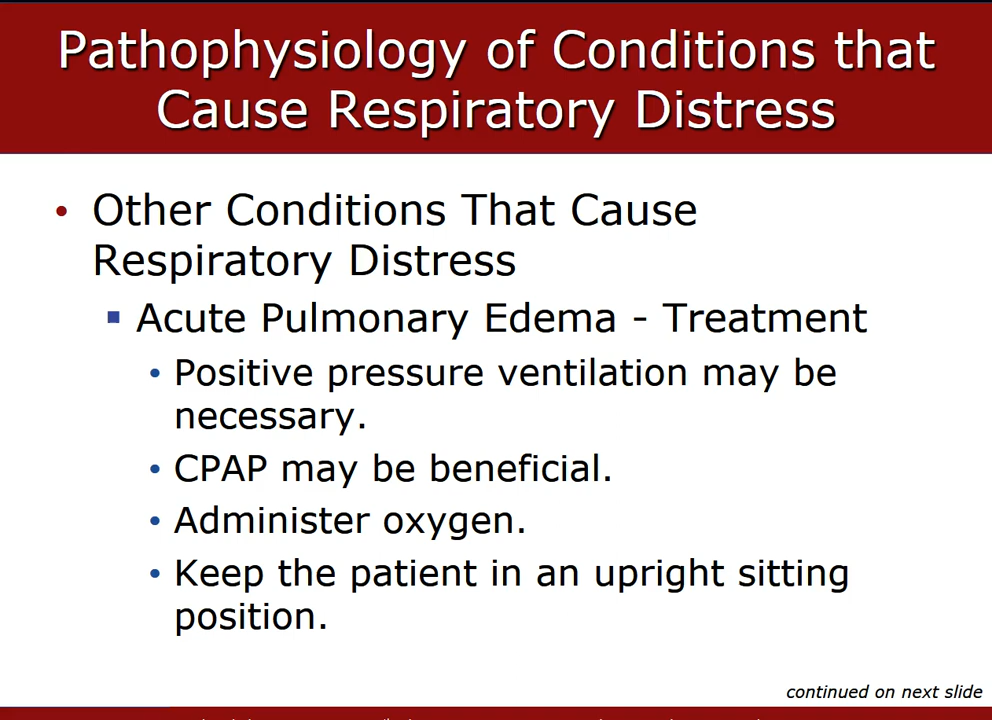 Pathophysiology of Conditions that
Cause Respiratory Distress
• Other Conditions That Cause
Respiratory Distress
▪ Acute Pulmonary Edema - Treatment
• Positive pressure ventilation may be
necessary.
• CPAP may be beneficial.
• Administer oxygen.
• Keep the patient in an upright sitting
position.
continued on next slide